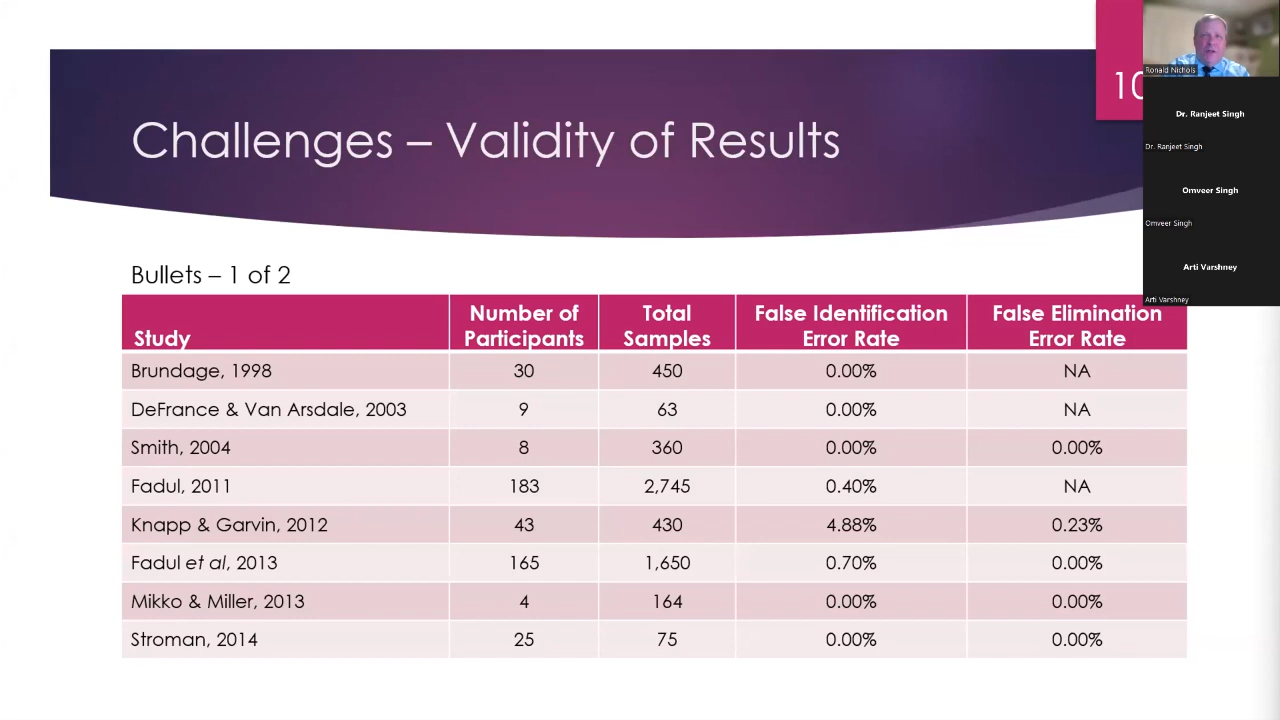 10
Ronald Nichols
Challenges – Validity of Results
Dr. Ranjeet Singh
Dr. Ranjeet Singh
Omveer Singh
Omveer Singh
Arti Varshney
Arti Varshney
Bullets – 1 of 2
Study Number of Participants Total Samples False Identification Error Rate False Elimination Error Rate
Brundage, 1998 30 450 0.00% NA
DeFrance & Van Arsdale, 2003 9 63 0.00% NA
Smith, 2004 8 360 0.00% 0.00%
Fadul, 2011 183 2,745 0.40% NA
Knapp & Garvin, 2012 43 430 4.88% 0.23%
Fadul et al, 2013 165 1,650 0.70% 0.00%
Mikko & Miller, 2013 4 164 0.00% 0.00%
Stroman, 2014 25 75 0.00% 0.00%